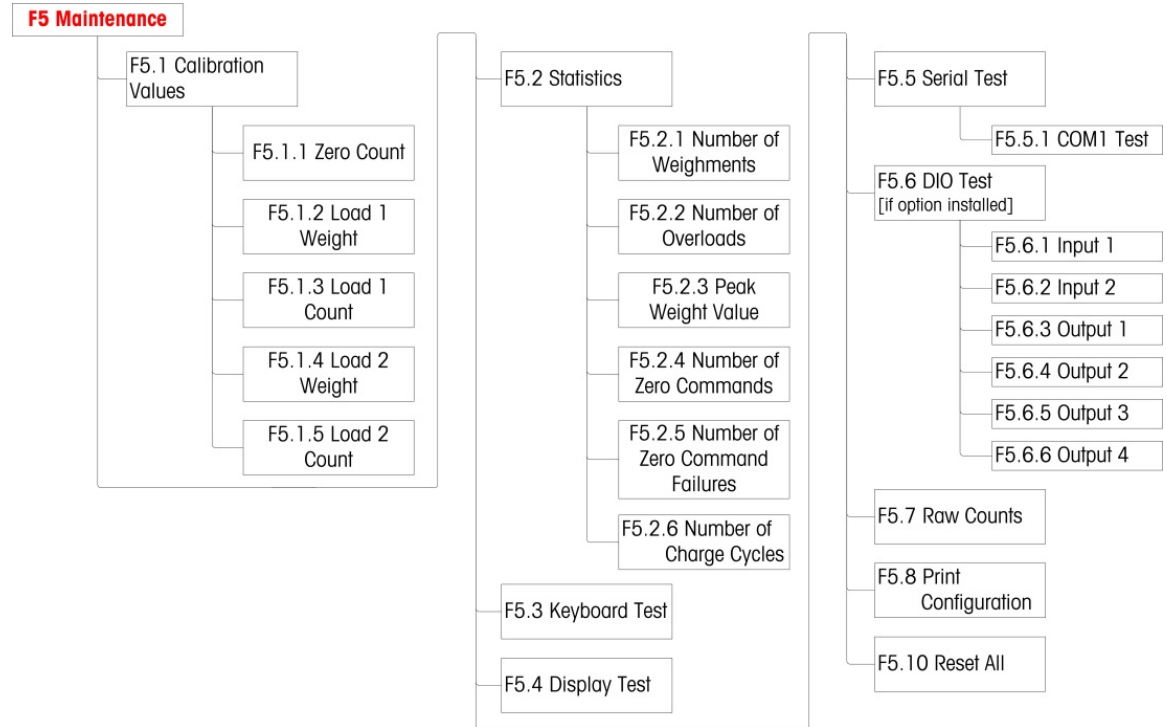 F5 Maintenance
F5.1 Calibration
Values
F5.1.1 Zero Count
F5.1.2 Load 1
Weight
F5.1.3 Load 1
Count
F5.1.4 Load 2
Weight
F5.1.5 Load 2
Count
F5.2 Statistics
F5.2.1 Number of
Weighments
F5.2.2 Number of
Overloads
F5.2.3 Peak
Weight Value
F5.2.4 Number of
Zero Commands
F5.2.5 Number of
Zero Command
Failures
F5.2.6 Number of
Charge Cycles
F5.3 Keyboard Test
F5.4 Display Test
F5.5 Serial Test
F5.5.1 COM1 Test
F5.6 DIO Test
[if option installed]
F5.6.1 Input 1
F5.6.2 Input 2
F5.6.3 Output 1
F5.6.4 Output 2
F5.6.5 Output 3
F5.6.6 Output 4
F5.7 Raw Counts
F5.8 Print
Configuration
F5.10 Reset All